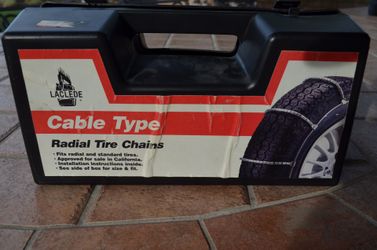 LACLEDE
Cable Type
Radial Tire Chains
• Fits radial and standard tires.
• Approved for sale in California.
• Installation instructions inside.
• See side of box for size & fit.